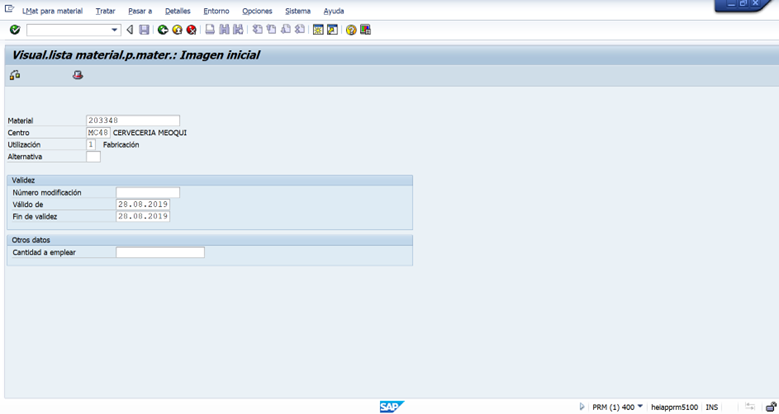 LMat para material Tratar Pasar a Detalles Entorno Opciones Sistema Ayuda
Visual.lista material.p.mater.: Imagen inicial
Material 203340
Centro MC48 CERVECERIA MEOQUI
Utilización 1 Fabricación
Alternativa
Validez
Número modificación
Válido de 28.08.2019
Fin de validez 28.08.2019
Otros datos
Cantidad a emplear
SAP PRM (1) 400 heiapprm5100 INS